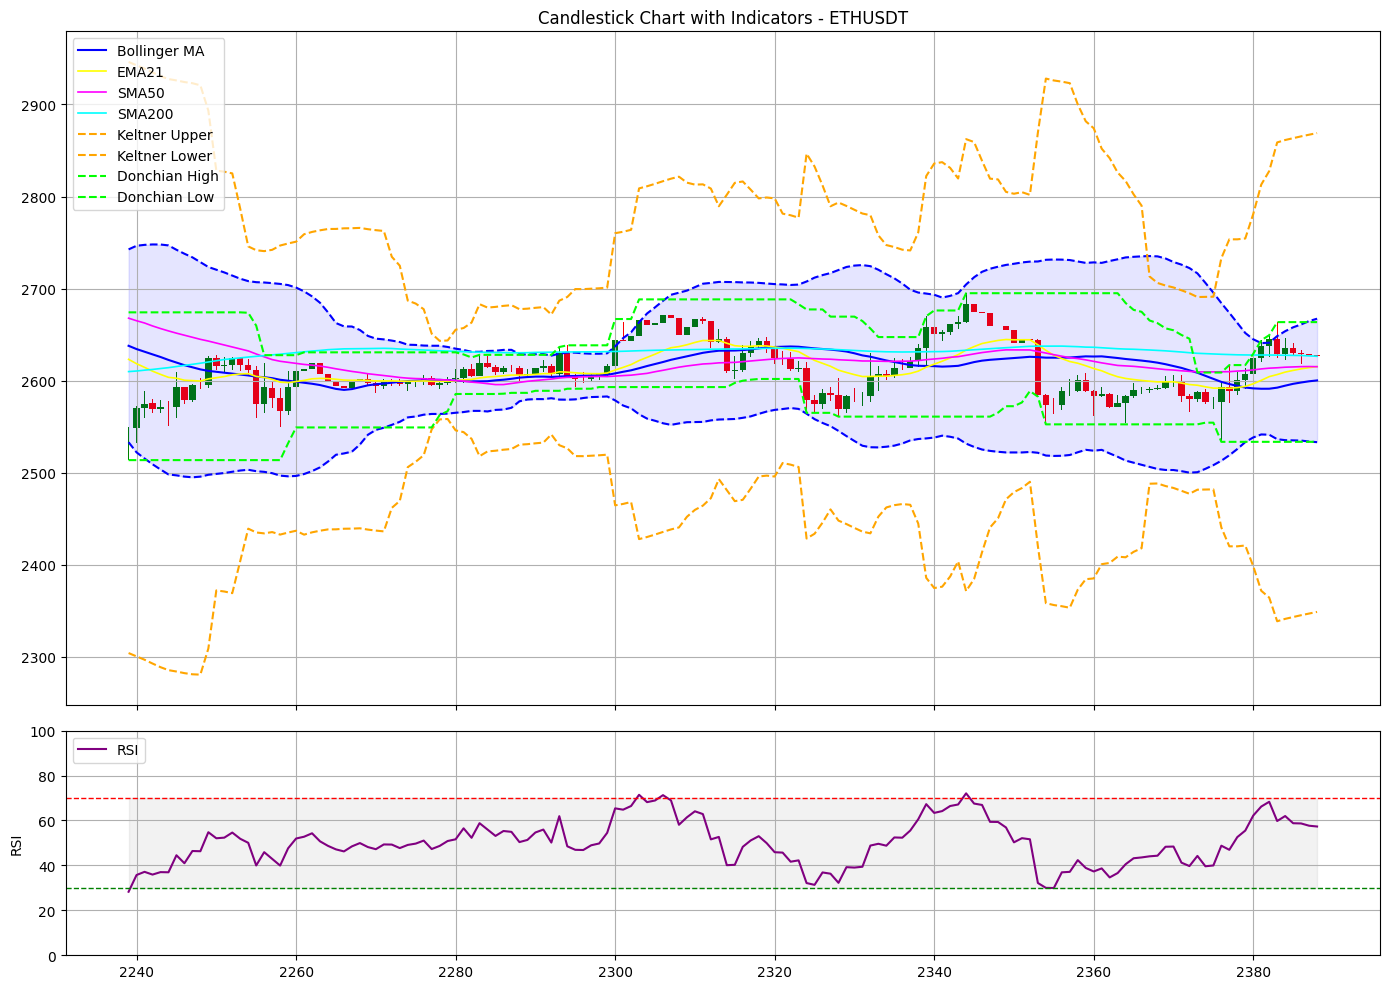 Candlestick Chart with Indicators - ETHUSDT
Bollinger MA
EMA21
SMA50
SMA200
Keltner Upper
Keltner Lower
Donchian High
Donchian Low
2900
2800
2700
2600
2500
2400
2300
RSI
100
80
60
40
20
0
RSI
2240 2260 2280 2300 2320 2340 2360 2380